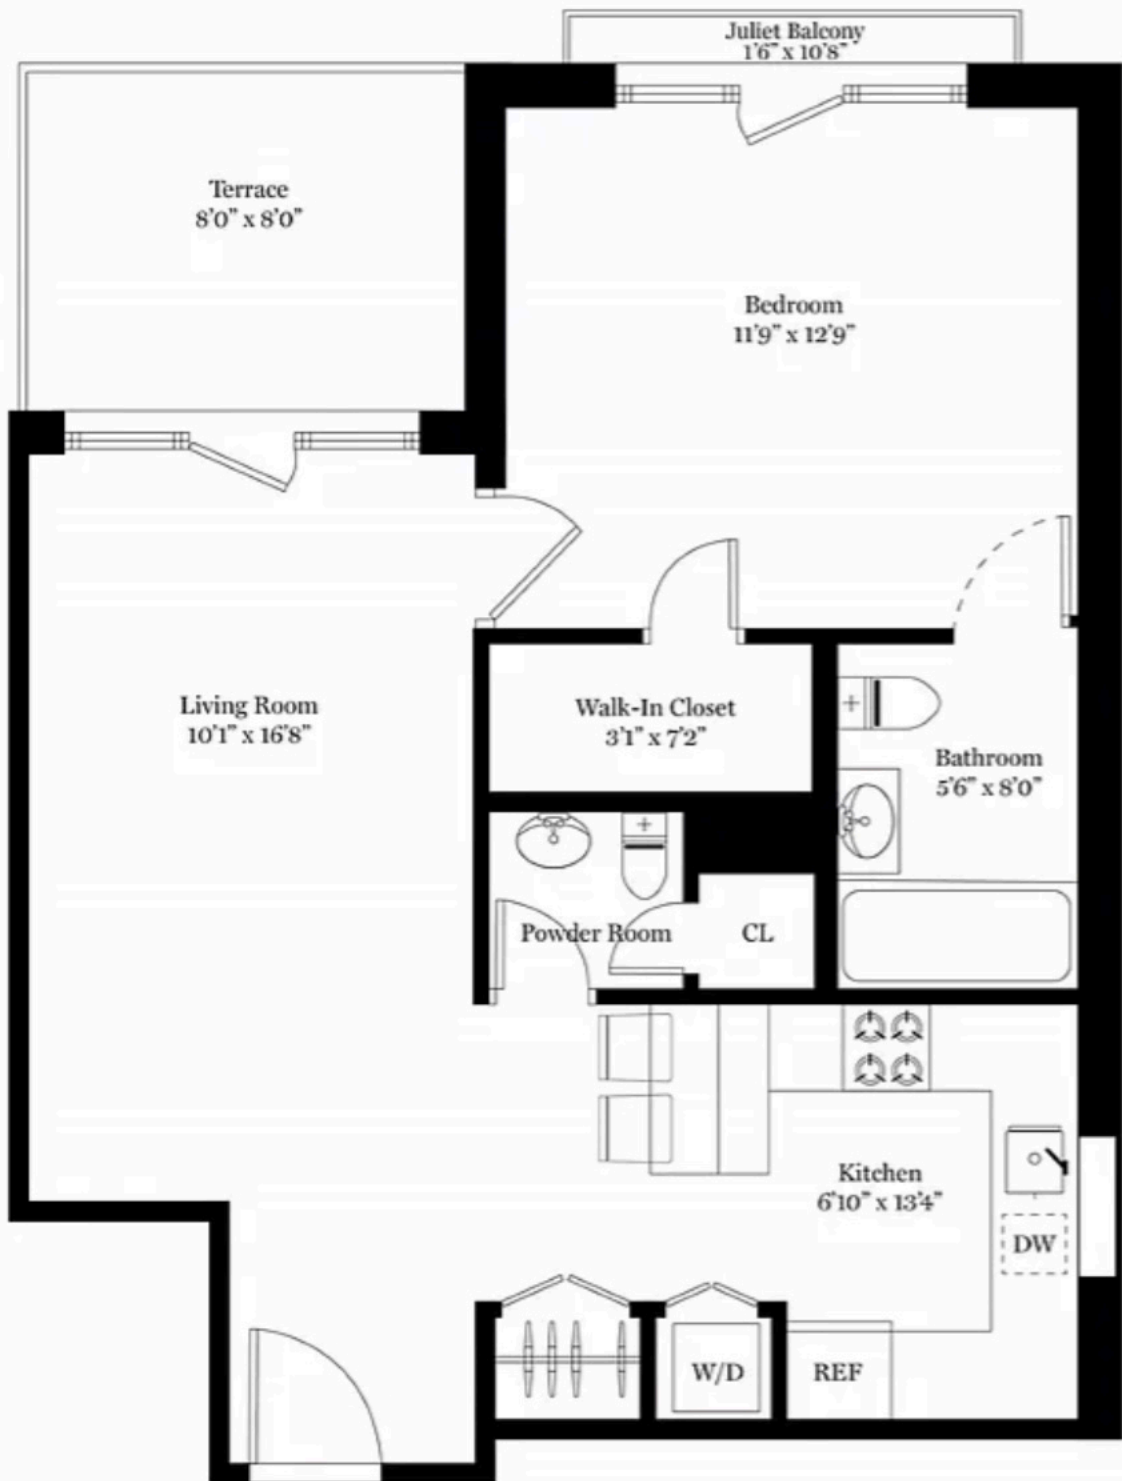 Juliet Balcony
1'6" x 10'8"
Terrace
8'0" x 8'0"
Bedroom
11'9" x 12'9"
Living Room
10'1" x 16'8"
Walk-In Closet
3'1" x 7'2"
Bathroom
5'6" x 8'0"
Powder Room
CL
Kitchen
6'10" x 13'4"
DW
W/D
REF